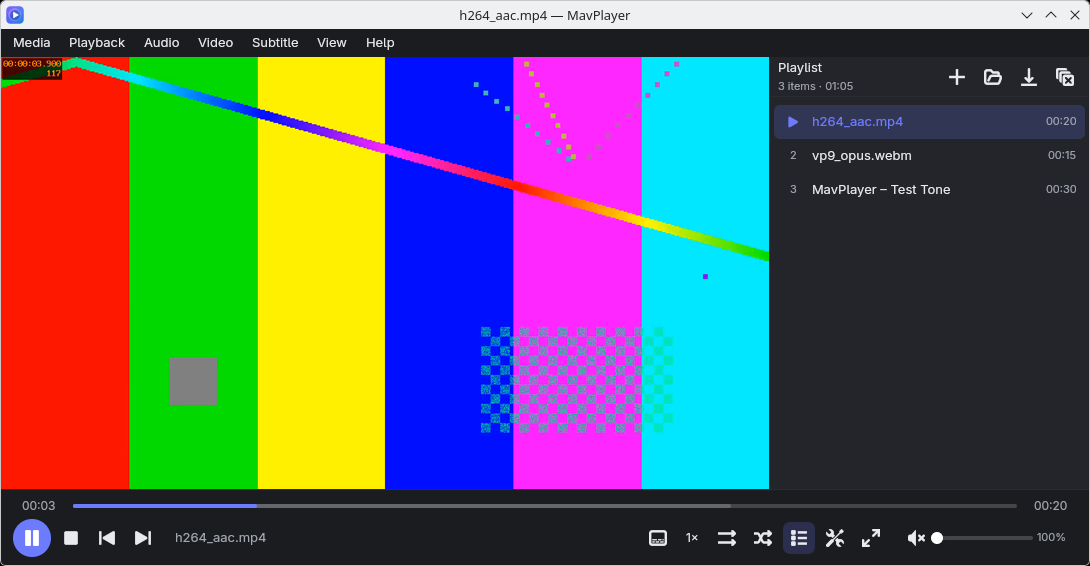 h264_aac.mp4 — MavPlayer
Media Playback Audio Video Subtitle View Help
00:00:03.900
117
Playlist
3 items · 01:05
h264_aac.mp4 00:20
2 vp9_opus.webm 00:15
3 MavPlayer – Test Tone 00:30
00:03 00:20
h264_aac.mp4 1× 100%